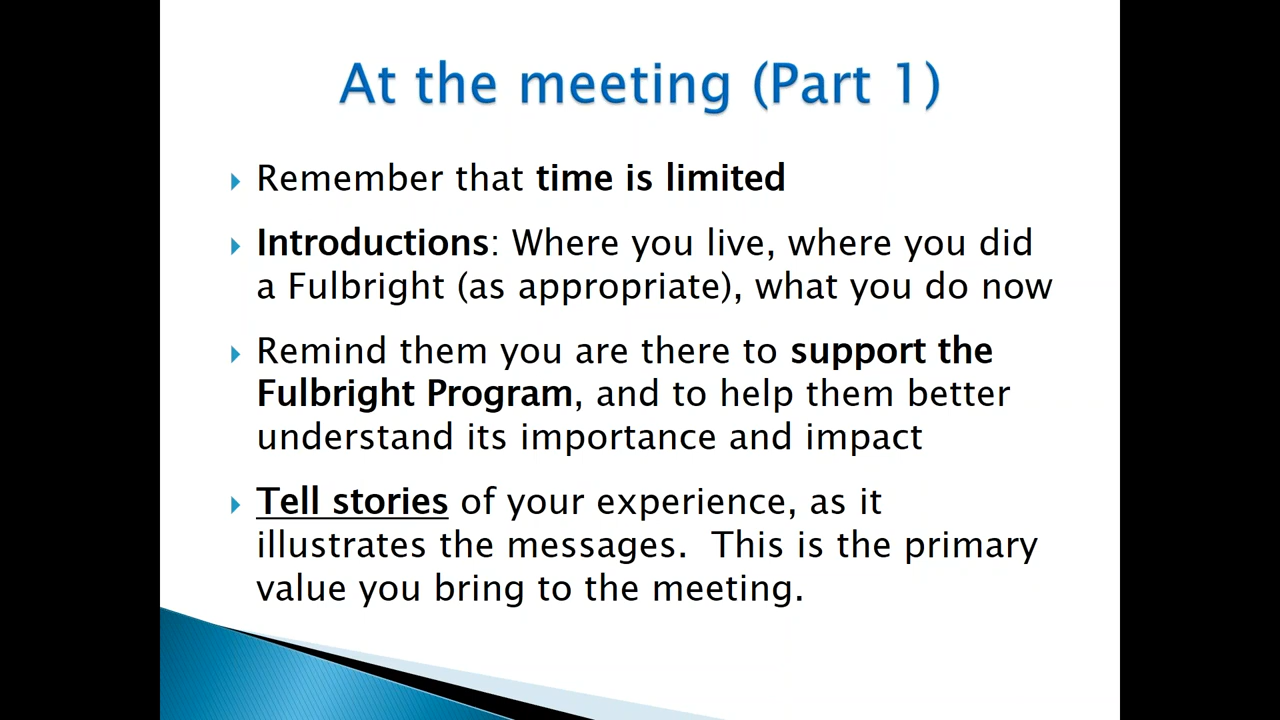 At the meeting (Part 1)
Remember that time is limited
Introductions: Where you live, where you did
a Fulbright (as appropriate), what you do now
Remind them you are there to support the
Fulbright Program, and to help them better
understand its importance and impact
Tell stories of your experience, as it
illustrates the messages.  This is the primary
value you bring to the meeting.